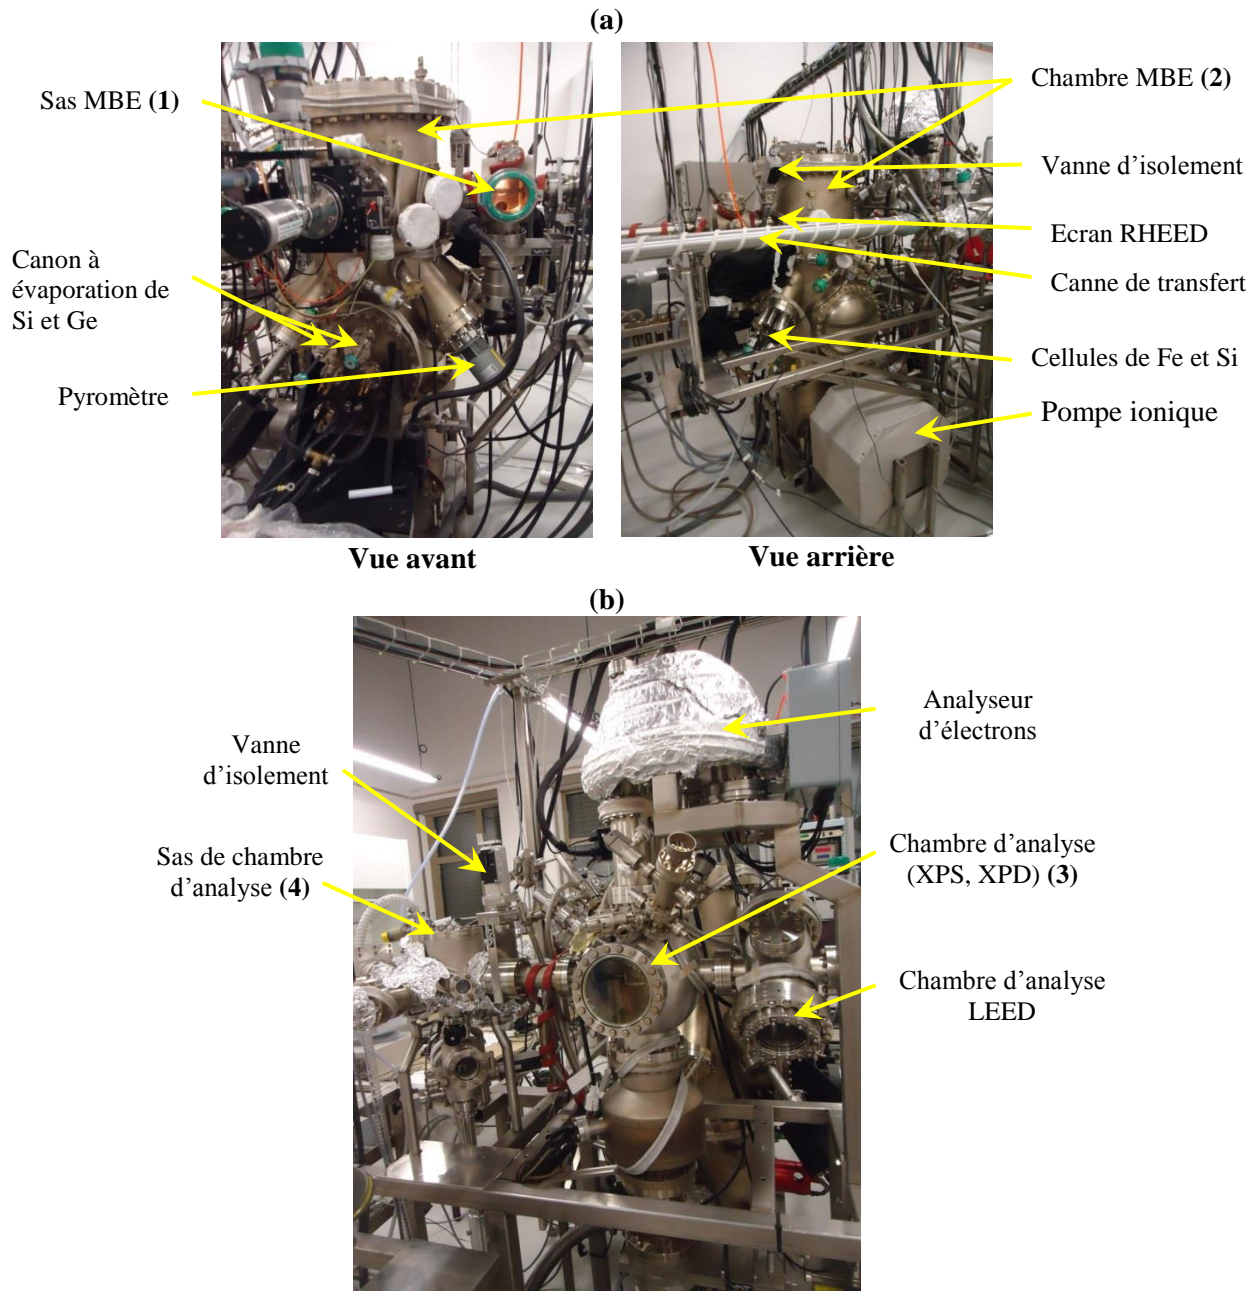 (a)
Sas MBE (1)
Chambre MBE (2)
Vanne d’isolement
Ecran RHEED
Canne de transfert
Canon à
évaporation de
Si et Ge
Cellules de Fe et Si
Pyromètre
Pompe ionique
Vue avant
Vue arrière
(b)
Analyseur
d’électrons
Vanne
d’isolement
Sas de chambre
d’analyse (4)
Chambre d’analyse
(XPS, XPD) (3)
Chambre d’analyse
LEED